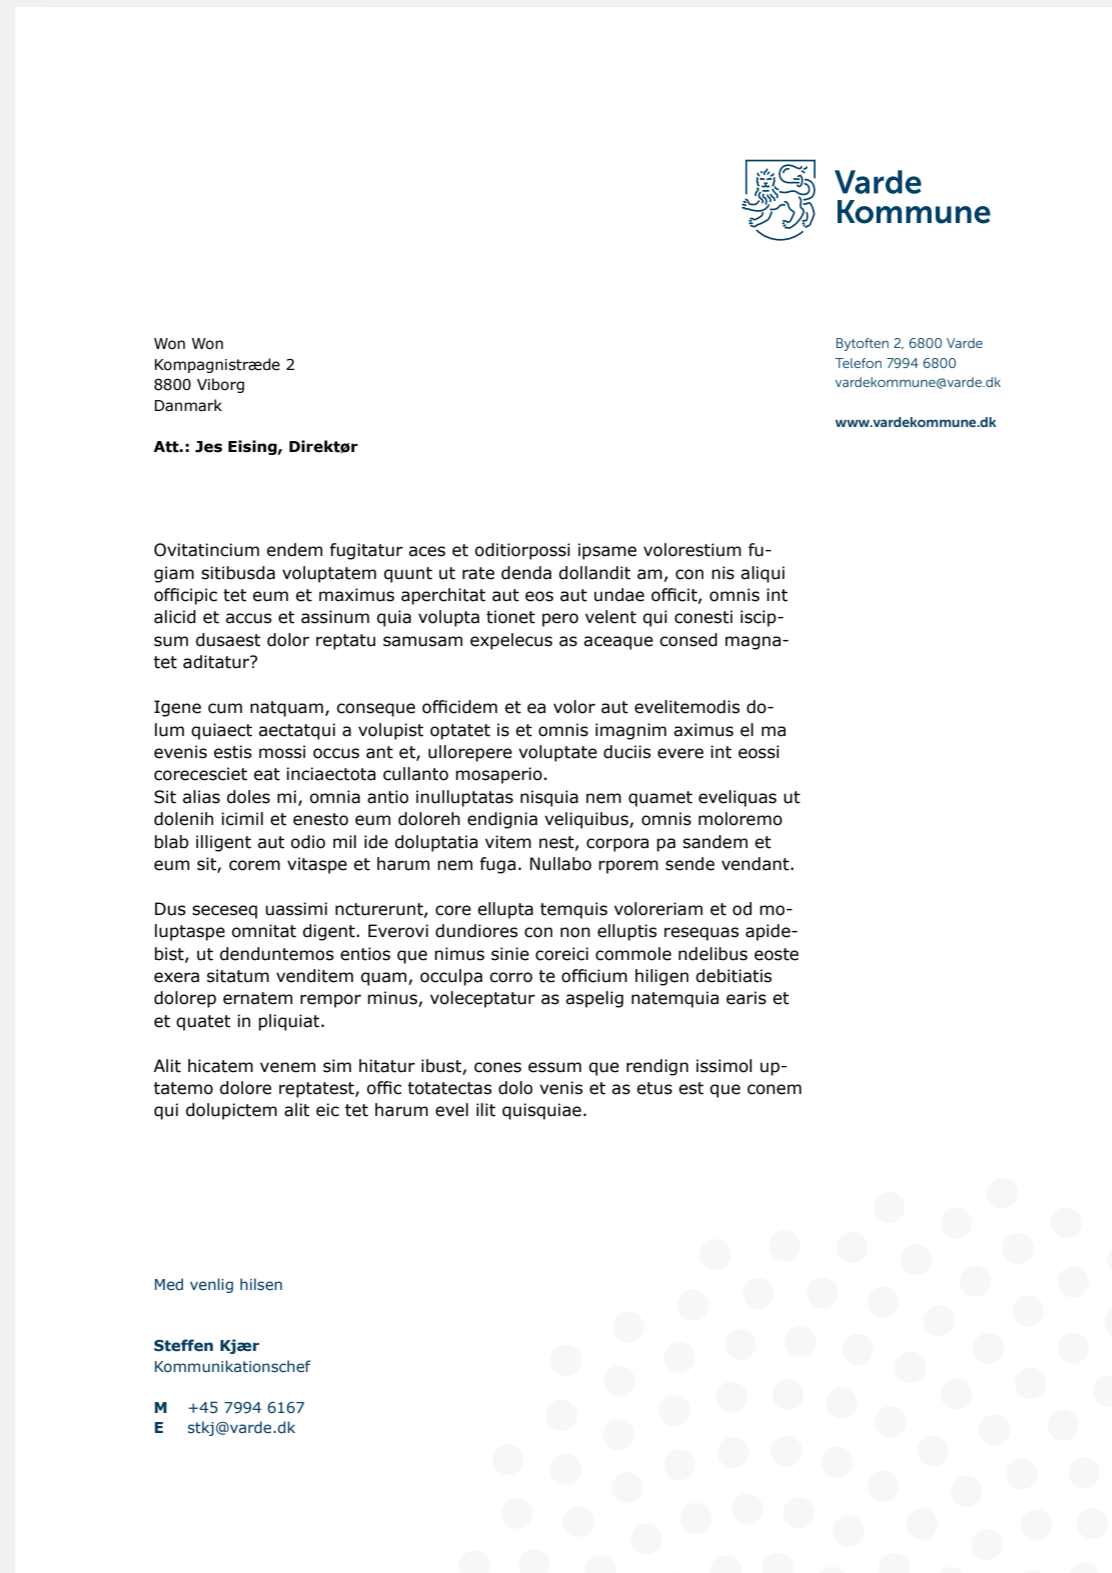 Varde
Kommune
Won Won
Kompagnistræde 2
8800 Viborg
Danmark
Att.: Jes Eising, Direktør
Bytoften 2, 6800 Varde
Telefon 7994 6800
vardekommune@varde.dk
www.vardekommune.dk
Ovitatincium endem fugitatur aces et oditiorpossi ipsame volorestium fu-
giam sitibusda voluptatem quunt ut rate denda dollandit am, con nis aliqui
officipic tet eum et maximus aperchitat aut eos aut undae officit, omnis int
alicid et accus et assinum quia volupta tionet pero velent qui conesti iscip-
sum dusaest dolor reptatu samusam expelecus as aceaque consed magna-
tet aditatur?
Igene cum natquam, conseque officidem et ea volor aut evelitemodis do-
lum quiaect aectatqui a volupist optatet is et omnis imagnim aximus el ma
evenis estis mossi occus ant et, ullorepere voluptate duciis evere int eossi
corecesciet eat inciaectota cullanto mosaperio.
Sit alias doles mi, omnia antio inulluptatas nisquia nem quamet eveliquas ut
dolenih icimil et enesto eum doloreh endignia veliquibus, omnis moloremo
blab illigent aut odio mil ide doluptatia vitem nest, corpora pa sandem et
eum sit, corem vitaspe et harum nem fuga. Nullabo rporem sende vendant.
Dus seceseq uassimi ncturerunt, core ellupta temquis voloreriam et od mo-
luptaspe omnitat digent. Everovi dundiores con non elluptis resequas apide-
bist, ut denduntemos entios que nimus sinie coreici commole ndelibus eoste
exera sitatum venditem quam, occulpa corro te officium hiligen debitiatis
dolorep ernatem rempor minus, voleceptatur as aspelig natemquia earis et
et quatet in pliquiat.
Alit hicatem venem sim hitatur ibust, cones essum que rendign issimol up-
tatemo dolore reptatest, offic totatectas dolo venis et as etus est que conem
qui dolupictem alit eic tet harum evel ilit quisquiae.
Med venlig hilsen
Steffen Kjær
Kommunikationschef
M +45 7994 6167
E stkj@varde.dk